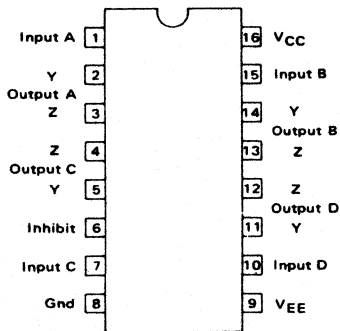 Input A 1 16 VCC
Y 2 15 Input B
Output A
Z 3 14 Y
Output B
Z 4 13 Z
Output C
Y 5 12 Z
Output D
Inhibit 6 11 Y
Input C 7 10 Input D
Gnd 8 9 VEE